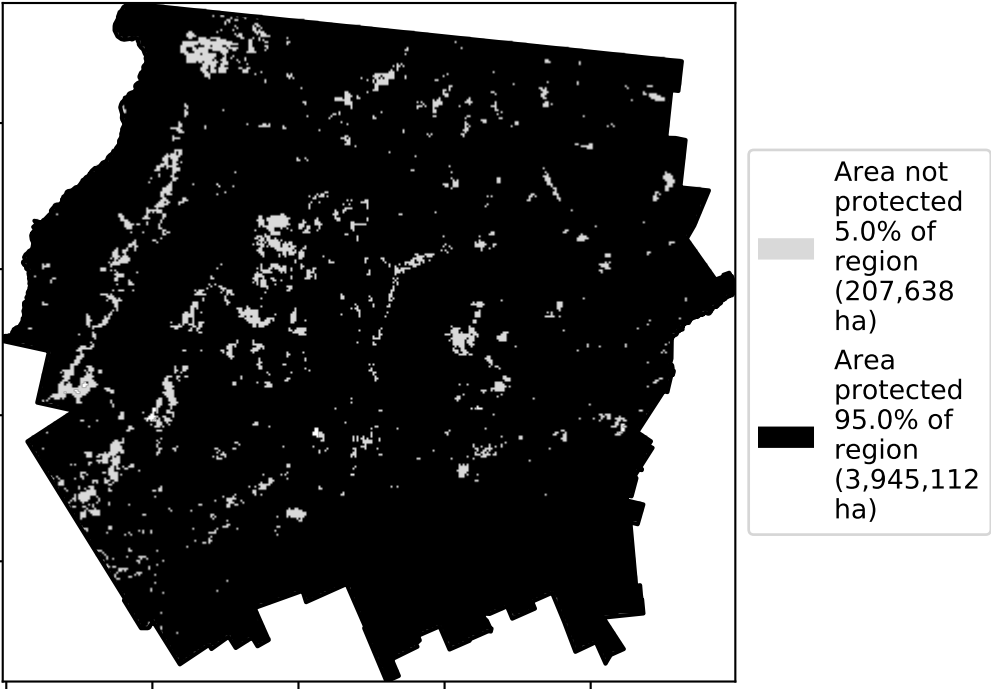 Area not
protected
5.0% of
region
(207,638
ha)
Area
protected
95.0% of
region
(3,945,112
ha)